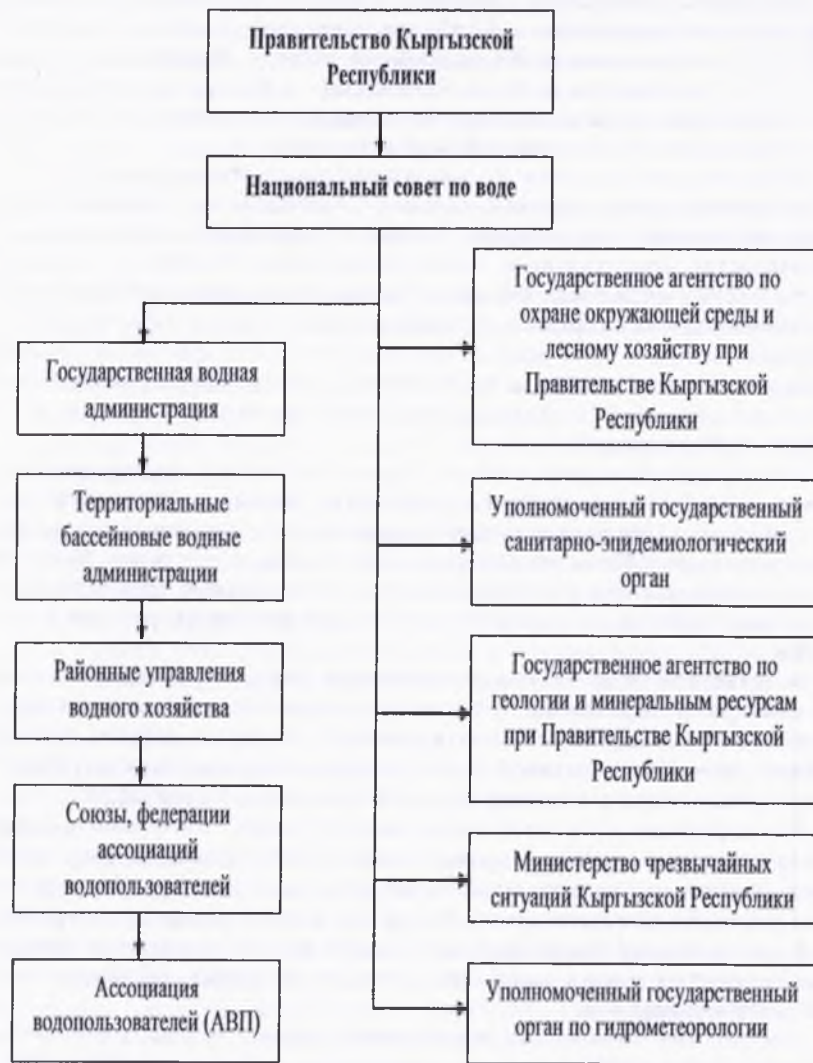 Правительство Кыргызской
Республики
Национальный совет по воде
Государственная водная
администрация
Территориальные
бассейновые водные
администрации
Районные управления
водного хозяйства
Союзы, федерации
ассоциаций
водопользователей
Ассоциация
водопользователей (АВП)
Государственное агентство по
охране окружающей среды и
лесному хозяйству при
Правительстве Кыргызской
Республики
Уполномоченный государственный
санитарно-эпидемиологический
орган
Государственное агентство по
геологии и минеральным ресурсам
при Правительстве Кыргызской
Республики
Министерство чрезвычайных
ситуаций Кыргызской Республики
Уполномоченный государственный
орган по гидрометеорологии